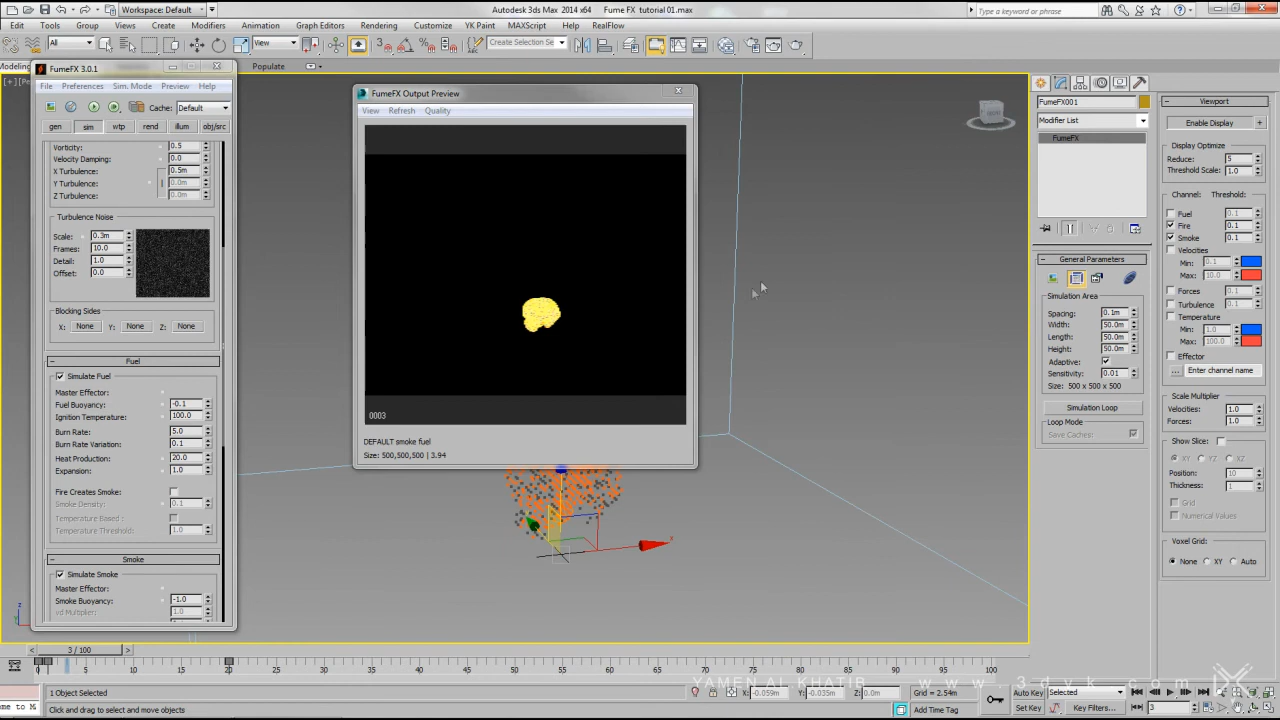 Workspace: Default
Autodesk 3ds Max 2014 x64 Fume FX tutorial 01.max
Type a keyword or phrase
Edit Tools Group Views Create Modifiers Animation Graph Editors Rendering Customize YK Paint MAXScript Help RealFlow
All View Create Selection Se
Modeling Populate
FumeFX 3.0.1
File Preferences Sim. Mode Preview Help
Cache: Default
gen sim wtp rend illum obj/src
Vorticity: 0.5
Velocity Damping: 0.0
X Turbulence: 0.5m
Y Turbulence: 0.0m
Z Turbulence: 0.0m
Turbulence Noise
Scale: 0.3m
Frames: 10.0
Detail: 1.0
Offset: 0.0
Blocking Sides
X: None Y: None Z: None
Fuel
Simulate Fuel
Master Effector:
Fuel Buoyancy: -0.1
Ignition Temperature: 100.0
Burn Rate: 5.0
Burn Rate Variation: 0.1
Heat Production: 20.0
Expansion: 1.0
Fire Creates Smoke:
Smoke Density: 0.1
Temperature Based :
Temperature Threshold: 1.0
Smoke
Simulate Smoke
Master Effector:
Smoke Buoyancy: -1.0
vd Multiplier: 1.0
FumeFX Output Preview
View Refresh Quality
0003
DEFAULT smoke fuel
Size: 500,500,500 | 3.94
x
FumeFX001
Modifier List
FumeFX
General Parameters
Simulation Area
Spacing: 0.1m
Width: 50.0m
Length: 50.0m
Height: 50.0m
Adaptive:
Sensitivity: 0.01
Size: 500 x 500 x 500
Simulation Loop
Loop Mode
Save Caches:
Viewport
Enable Display +
Display Optimize
Reduce: 5
Threshold Scale: 1.0
Channel: Threshold:
Fuel 0.1
Fire 0.1
Smoke 0.1
Velocities
Min: 0.1
Max: 10.0
Forces 0.1
Turbulence 0.1
Temperature
Min: 1.0
Max: 100.0
Effector
... Enter channel name
Scale Multiplier
Velocities: 1.0
Forces: 1.0
Show Slice:
XY YZ XZ
Position: 10
Thickness: 1
Grid
Numerical Values
Voxel Grid:
None XY Auto
z
< 3 / 100 >
0 5 10 15 20 25 30 35 40 45 50 55 60 65 70 75 80 85 90 95 100
1 Object Selected X: -0.059m Y: -0.035m Z: 0.0m Grid = 2.54m Auto Key Selected
YAMEN AL KHATIB www.3dyk.com
Click and drag to select and move objects Add Time Tag Set Key Key Filters... 3